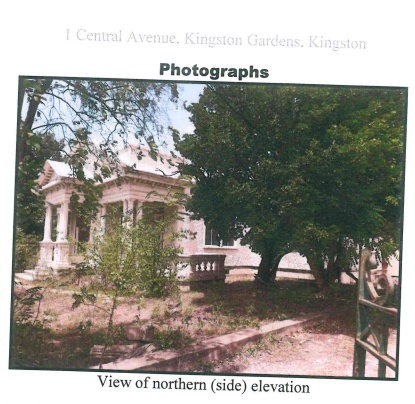 1 Central Avenue, Kingston Gardens, Kingston
Photographs
View of northern (side) elevation